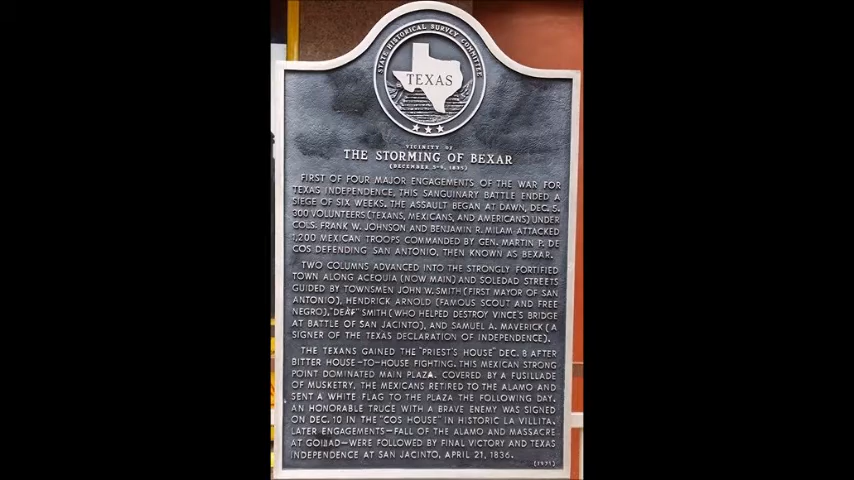 STATE HISTORICAL SURVEY COMMITTEE
TEXAS
VICINITY OF
THE STORMING OF BEXAR
(DECEMBER 5-9, 1835)
FIRST OF FOUR MAJOR ENGAGEMENTS OF THE WAR FOR
TEXAS INDEPENDENCE. THIS SANGUINARY BATTLE ENDED A
SIEGE OF SIX WEEKS. THE ASSAULT BEGAN AT DAWN, DEC. 5.
300 VOLUNTEERS (TEXANS, MEXICANS, AND AMERICANS) UNDER
COLS. FRANK W. JOHNSON AND BENJAMIN R. MILAM ATTACKED
1,200 MEXICAN TROOPS COMMANDED BY GEN. MARTIN P. DE
COS DEFENDING SAN ANTONIO, THEN KNOWN AS BEXAR.
TWO COLUMNS ADVANCED INTO THE STRONGLY FORTIFIED
TOWN ALONG ACEQUIA (NOW MAIN) AND SOLEDAD STREETS
GUIDED BY TOWNSMEN JOHN W. SMITH (FIRST MAYOR OF SAN
ANTONIO), HENDRICK ARNOLD (FAMOUS SCOUT AND FREE
NEGRO), "DEAF" SMITH (WHO HELPED DESTROY VINCE'S BRIDGE
AT BATTLE OF SAN JACINTO), AND SAMUEL A. MAVERICK (A
SIGNER OF THE TEXAS DECLARATION OF INDEPENDENCE).
THE TEXANS GAINED THE "PRIEST'S HOUSE" DEC. 8 AFTER
BITTER HOUSE-TO-HOUSE FIGHTING. THIS MEXICAN STRONG
POINT DOMINATED MAIN PLAZA. COVERED BY A FUSILLADE
OF MUSKETRY, THE MEXICANS RETIRED TO THE ALAMO AND
SENT A WHITE FLAG TO THE PLAZA THE FOLLOWING DAY.
AN HONORABLE TRUCE WITH A BRAVE ENEMY WAS SIGNED
ON DEC. 10 IN THE "COS HOUSE" IN HISTORIC LA VILLITA.
LATER ENGAGEMENTS—FALL OF THE ALAMO AND MASSACRE
AT GOLIAD—WERE FOLLOWED BY FINAL VICTORY AND TEXAS
INDEPENDENCE AT SAN JACINTO, APRIL 21, 1836.
(1971)